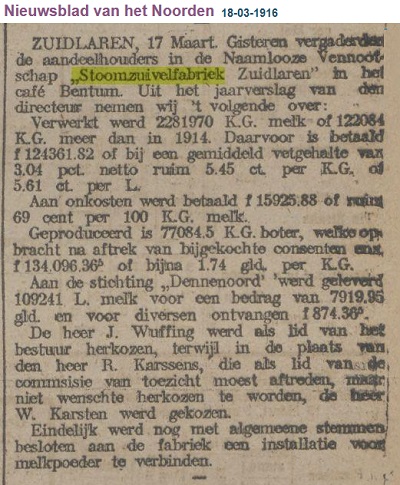 Nieuwsblad van het Noorden 18-03-1916
ZUIDLAREN, 17 Maart. Gisteren vergaderden
de aandeelhouders in de Naamlooze Vennoot-
schap „Stoomzuivelfabriek Zuidlaren" in het
café Bentum. Uit het jaarverslag van den
directeur nemen wij 't volgende over:
Verwerkt werd 2281970 K.G. melk of 122084
K.G. meer dan in 1914. Daarvoor is betaald
f 124361.82 of bij een gemiddeld vetgehalte van
3.04 pct. netto ruim 5.45 ct. per K.G. of
5.61 ct. per L.
Aan onkosten werd betaald f 15925.88 of ruim
69 cent per 100 K.G. melk.
Geproduceerd is 77084.5 K.G. boter, welke op-
bracht na aftrek van bijgekochte consenten enz.
f 134.096.36⁵ of bijna 1.74 gld. per K.G.
Aan de stichting „Dennenoord" werd geleverd
109241 L. melk voor een bedrag van 7919.95
gld. en voor diversen ontvangen f 874.36⁵.
De heer J. Wuffing werd als lid van het
bestuur herkozen, terwijl in de plaats van
den heer R. Karssens, die als lid van de
commsisie van toezicht moest aftreden, maar
niet wenschte herkozen te worden, de heer
W. Karsten werd gekozen.
Eindelijk werd nog met algemeene stemmen
besloten aan de fabriek een installatie voor
melkpoeder te verbinden.